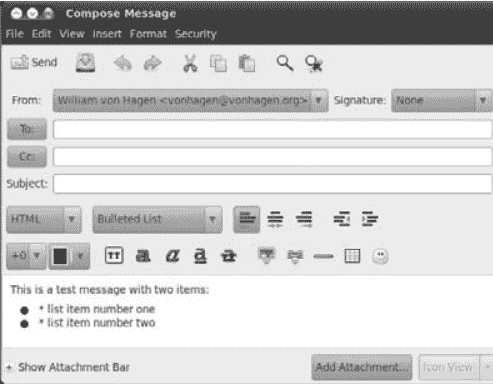 Compose Message
File Edit View Insert Format Security
Send
From: William von Hagen <vonhagen@vonhagen.org> Signature: None
To:
Cc:
Subject:
HTML Bulleted List
+0 TT a a a a
This is a test message with two items:
* list item number one
* list item number two
Show Attachment Bar Add Attachment... Icon View